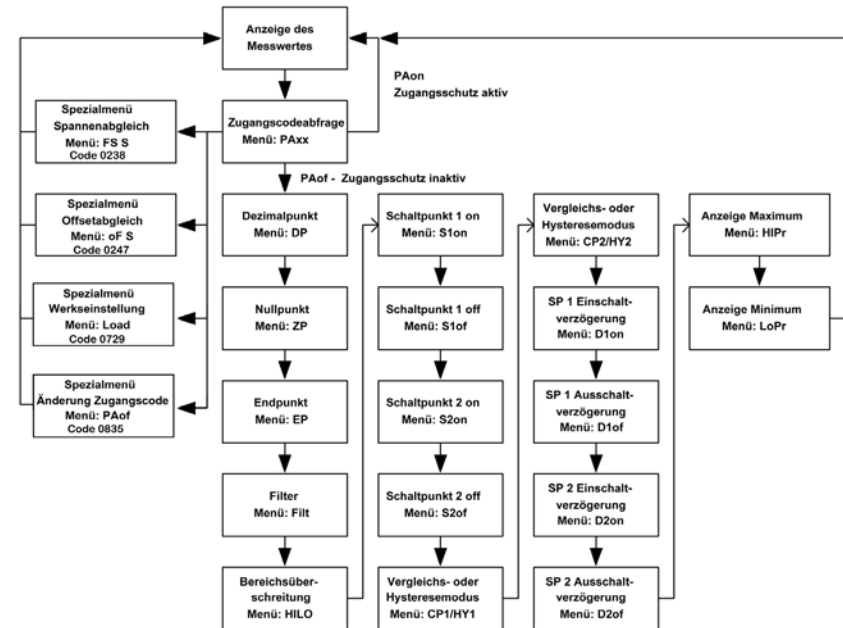 Anzeige des
Messwertes
PAon
Zugangsschutz aktiv
Zugangscodeabfrage
Menü: PAxx
PAof - Zugangsschutz inaktiv
Spezialmenü
Spannenabgleich
Menü: FS S
Code 0238
Spezialmenü
Offsetabgleich
Menü: oF S
Code 0247
Spezialmenü
Werkseinstellung
Menü: Load
Code 0729
Spezialmenü
Änderung Zugangscode
Menü: PAof
Code 0835
Dezimalpunkt
Menü: DP
Nullpunkt
Menü: ZP
Endpunkt
Menü: EP
Filter
Menü: Filt
Bereichsüber-
schreitung
Menü: HILO
Schaltpunkt 1 on
Menü: S1on
Schaltpunkt 1 off
Menü: S1of
Schaltpunkt 2 on
Menü: S2on
Schaltpunkt 2 off
Menü: S2of
Vergleichs- oder
Hysteresemodus
Menü: CP1/HY1
Vergleichs- oder
Hysteresemodus
Menü: CP2/HY2
SP 1 Einschalt-
verzögerung
Menü: D1on
SP 1 Ausschalt-
verzögerung
Menü: D1of
SP 2 Einschalt-
verzögerung
Menü: D2on
SP 2 Ausschalt-
verzögerung
Menü: D2of
Anzeige Maximum
Menü: HIPr
Anzeige Minimum
Menü: LoPr